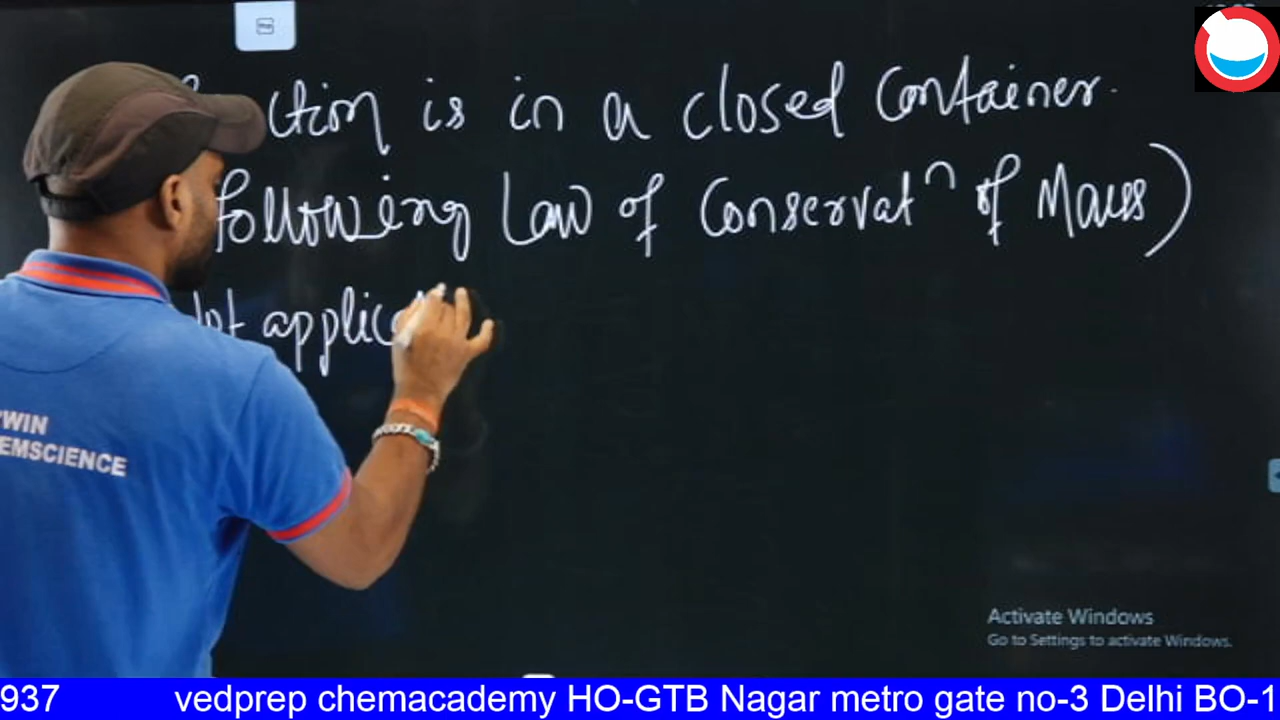 ction is in a closed container.
following Law of Conservatⁿ of Mass)
applic
WIN
EMSCIENCE
Activate Windows
Go to Settings to activate Windows.
937 vedprep chemacademy HO-GTB Nagar metro gate no-3 Delhi BO-1